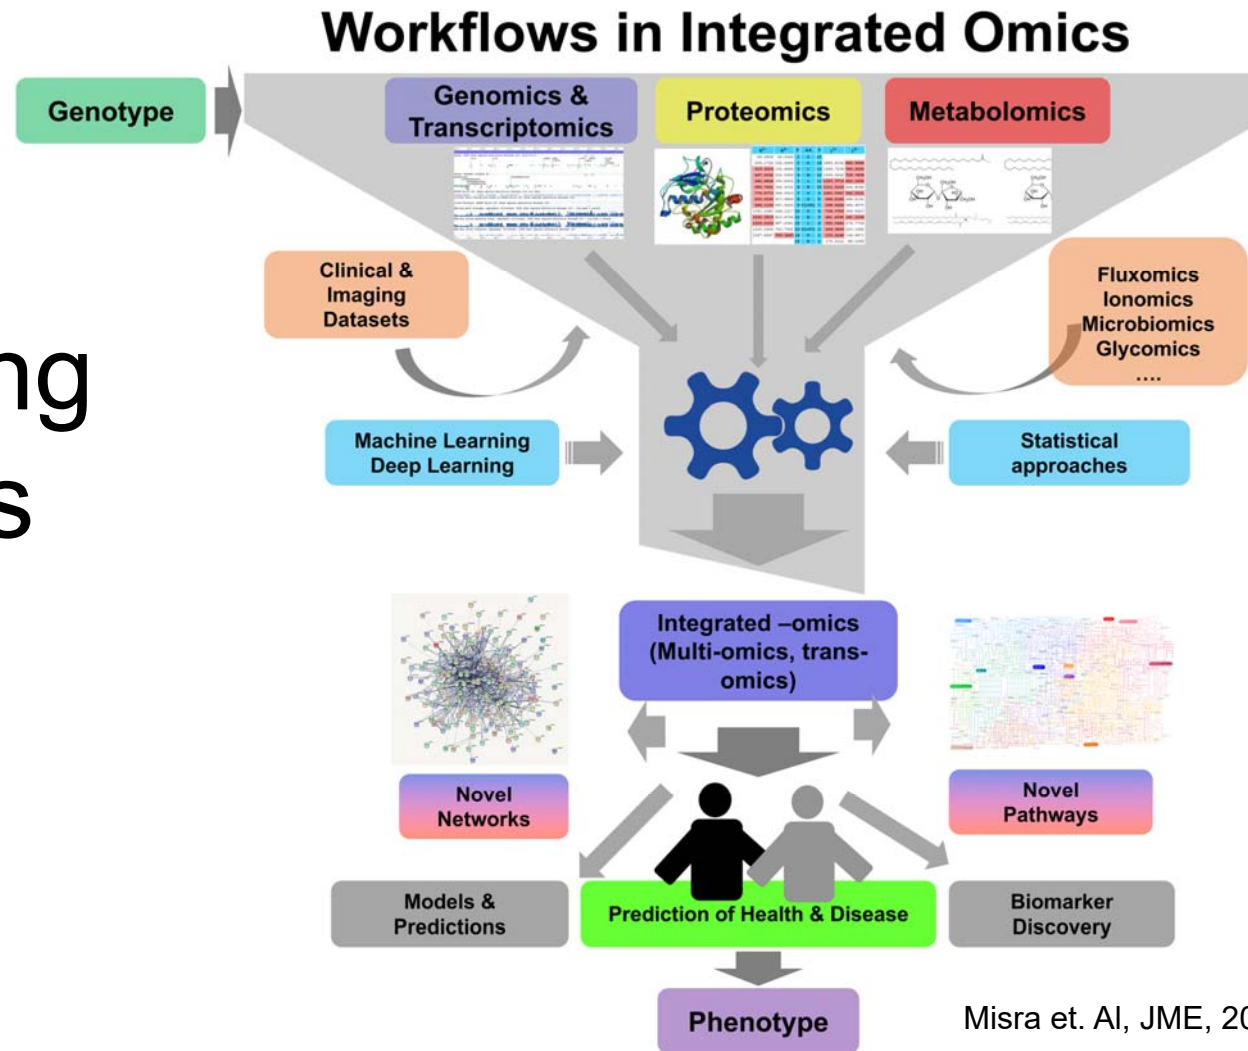 Workflows in Integrated Omics
Genotype
Genomics &
Transcriptomics
Proteomics
Metabolomics
Clinical &
Imaging
Datasets
Fluxomics
Ionomics
Microbiomics
Glycomics
....
ng
s
Machine Learning
Deep Learning
Statistical
approaches
Integrated –omics
(Multi-omics, trans-
omics)
Novel
Networks
Novel
Pathways
Models &
Predictions
Prediction of Health & Disease
Biomarker
Discovery
Phenotype
Misra et. Al, JME, 20